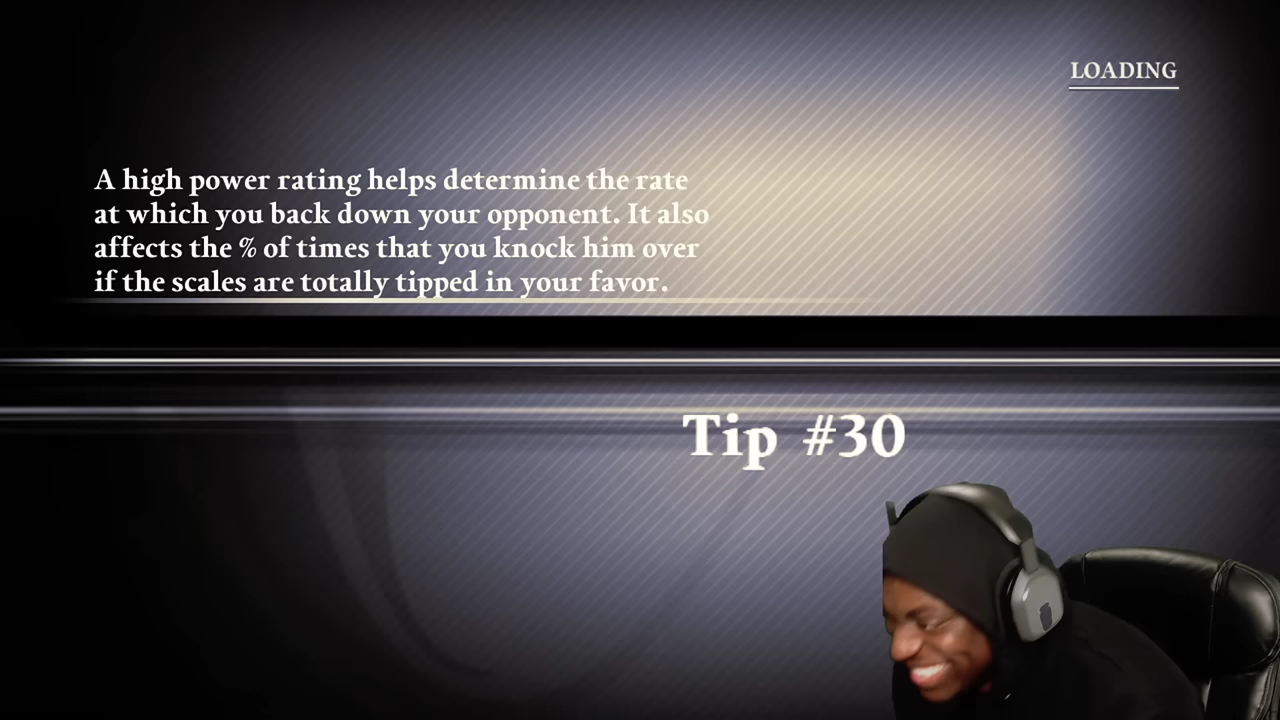 LOADING
A high power rating helps determine the rate
at which you back down your opponent. It also
affects the % of times that you knock him over
if the scales are totally tipped in your favor.
Tip #30